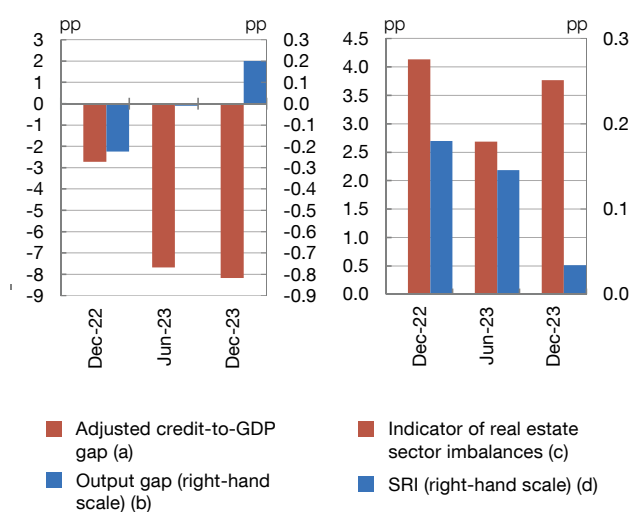 pp pp
3 0.3
2 0.2
1 0.1
0 0.0
-1 -0.1
-2 -0.2
-3 -0.3
-4 -0.4
-5 -0.5
-6 -0.6
-7 -0.7
-8 -0.8
-9 -0.9
Dec-22 Jun-23 Dec-23
Adjusted credit-to-GDP
gap (a)
Output gap (right-hand
scale) (b)
pp pp
4.5 0.3
4.0
3.5
3.0 0.2
2.5
2.0
1.5 0.1
1.0
0.5
0.0 0.0
Dec-22 Jun-23 Dec-23
Indicator of real estate
sector imbalances (c)
SRI (right-hand scale) (d)